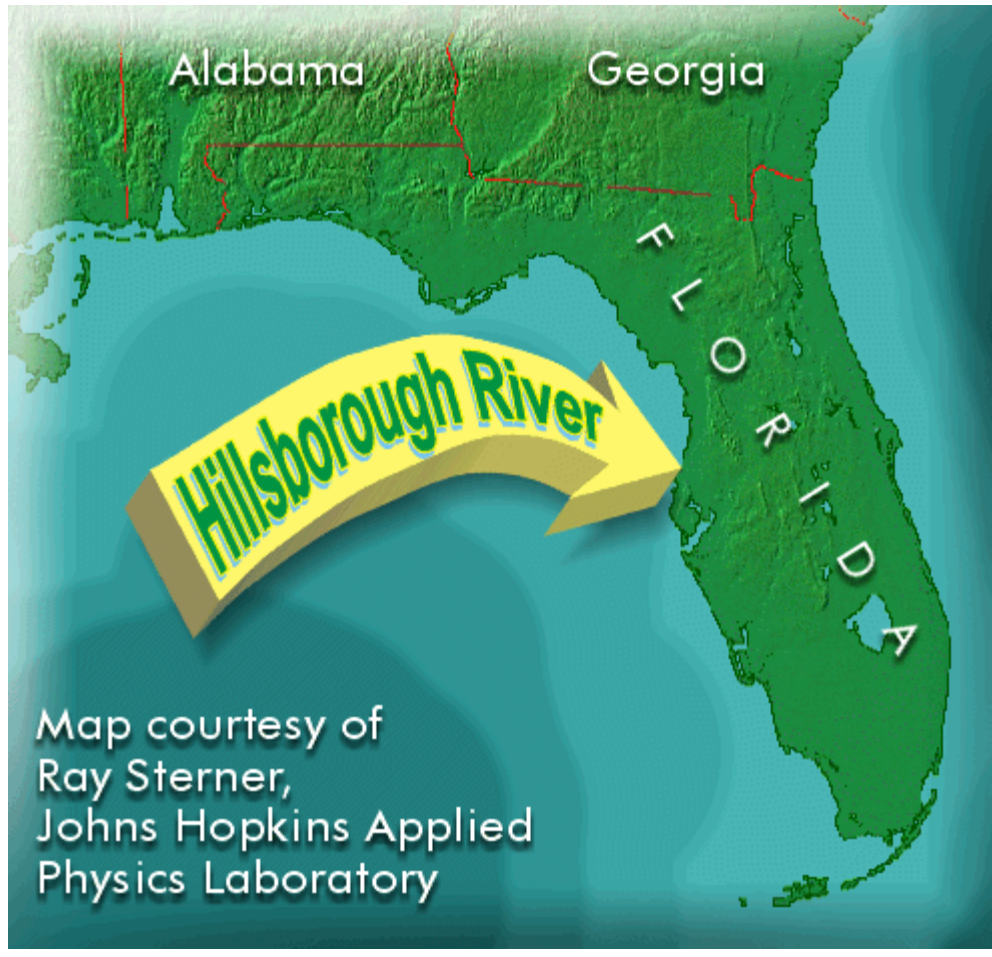 Alabama
Georgia
FLORIDA
Hillsborough River
Map courtesy of
Ray Sterner,
Johns Hopkins Applied
Physics Laboratory